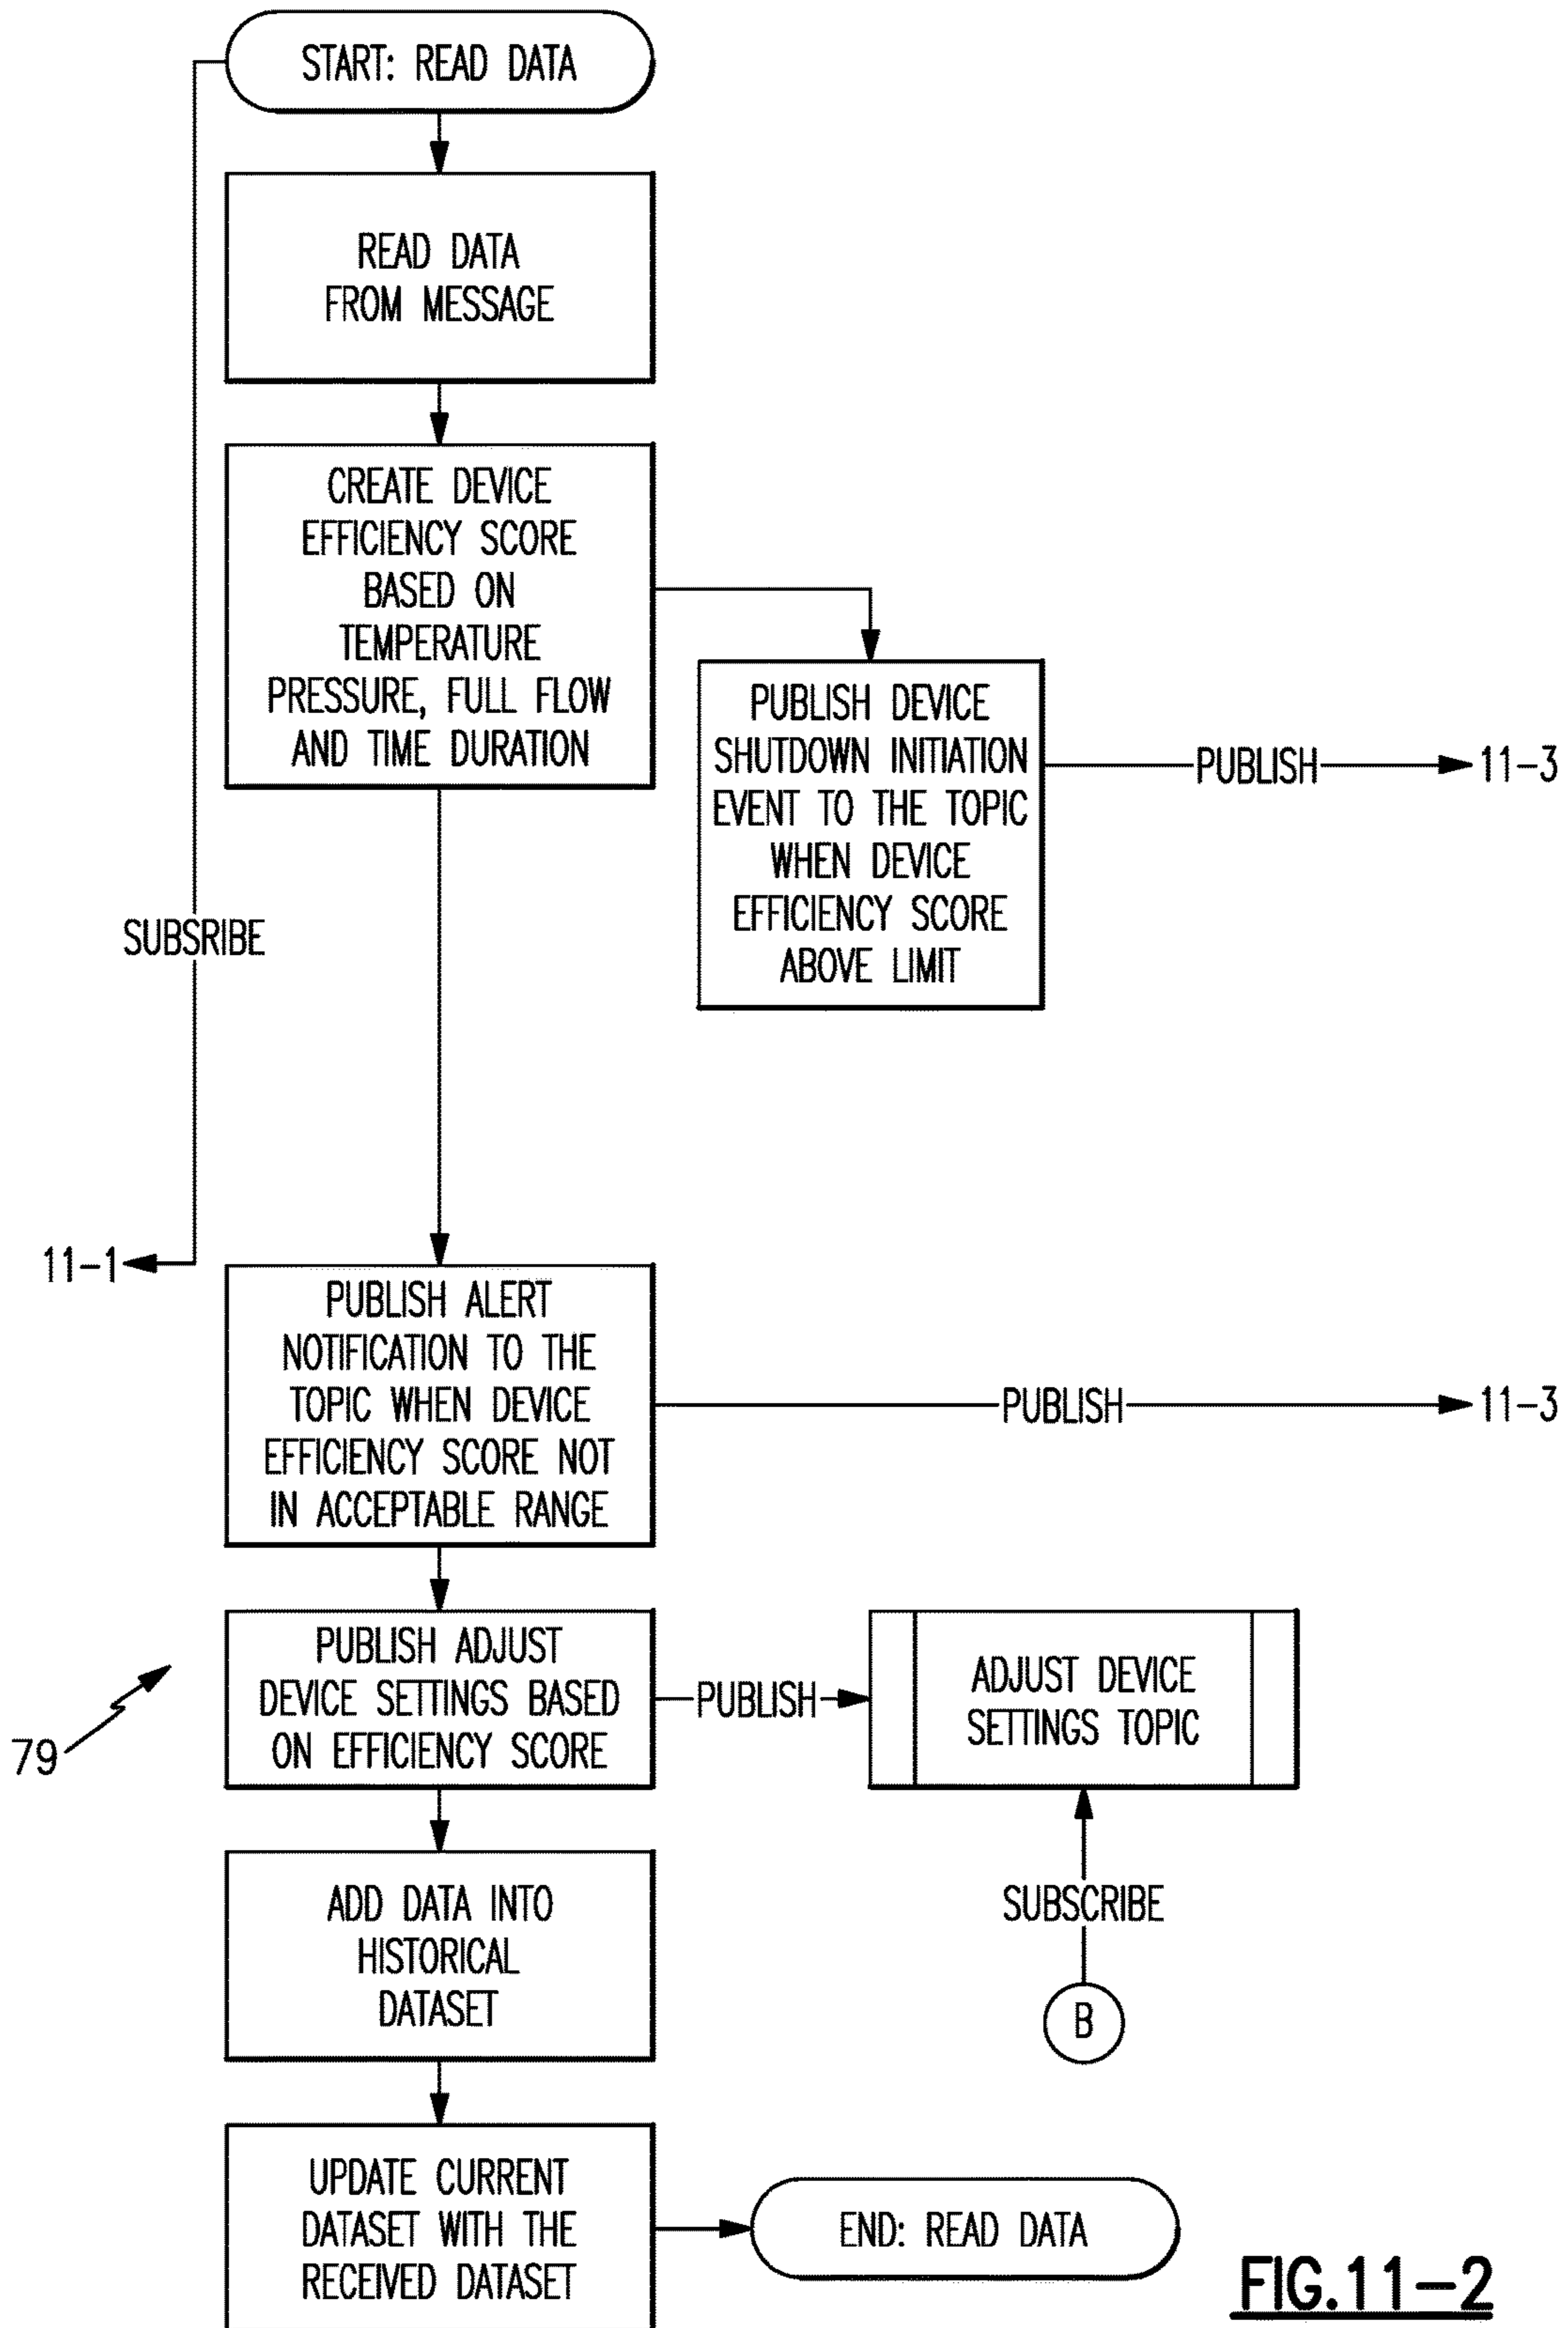 START: READ DATA
READ DATA
FROM MESSAGE
CREATE DEVICE
EFFICIENCY SCORE
BASED ON
TEMPERATURE
PRESSURE, FULL FLOW
AND TIME DURATION
PUBLISH DEVICE
SHUTDOWN INITIATION
EVENT TO THE TOPIC
WHEN DEVICE
EFFICIENCY SCORE
ABOVE LIMIT
PUBLISH
11-3
SUBSRIBE
11-1
PUBLISH ALERT
NOTIFICATION TO THE
TOPIC WHEN DEVICE
EFFICIENCY SCORE NOT
IN ACCEPTABLE RANGE
PUBLISH
11-3
79
PUBLISH ADJUST
DEVICE SETTINGS BASED
ON EFFICIENCY SCORE
PUBLISH
ADJUST DEVICE
SETTINGS TOPIC
SUBSCRIBE
B
ADD DATA INTO
HISTORICAL
DATASET
UPDATE CURRENT
DATASET WITH THE
RECEIVED DATASET
END: READ DATA
FIG.11-2